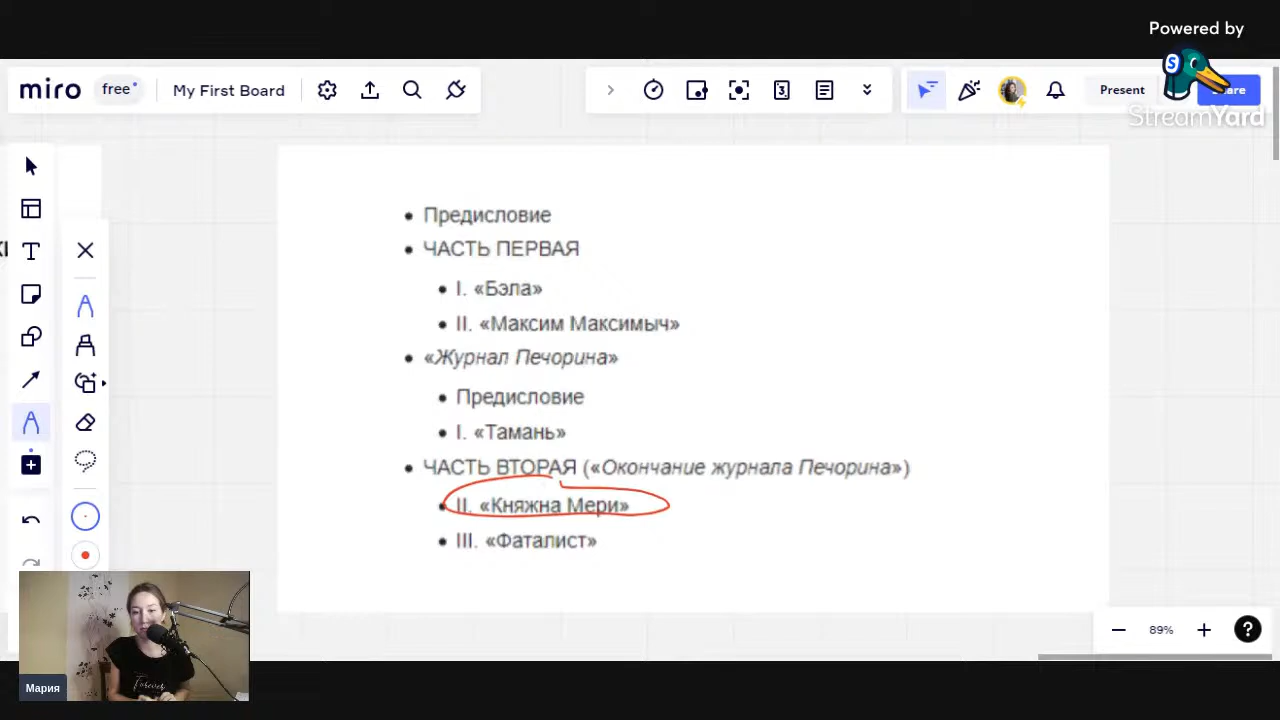 Powered by
StreamYard
miro free My First Board Present
Предисловие
ЧАСТЬ ПЕРВАЯ
I. «Бэла»
II. «Максим Максимыч»
«Журнал Печорина»
Предисловие
I. «Тамань»
ЧАСТЬ ВТОРАЯ («Окончание журнала Печорина»)
II. «Княжна Мери»
III. «Фаталист»
89%
Мария